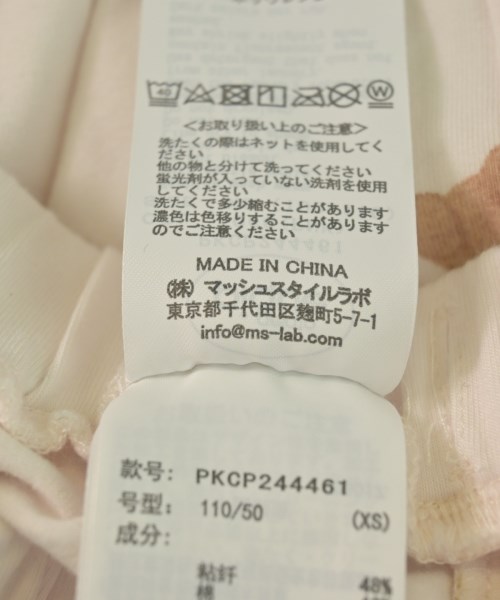 40
W
<お取り扱い上のご注意>
洗たくの際はネットを使用してく
ださい
他の物と分けて洗ってください
蛍光剤が入っていない洗剤を使用
してください
洗たくで多少縮むことがあります
濃色は色移りすることがあります
のでご注意ください
MADE IN CHINA
(株) マッシュスタイルラボ
東京都千代田区麹町5-7-1
info@ms-lab.com
款号: PKCP244461
号型: 110/50 (XS)
成分:
粘纤 48%
棉